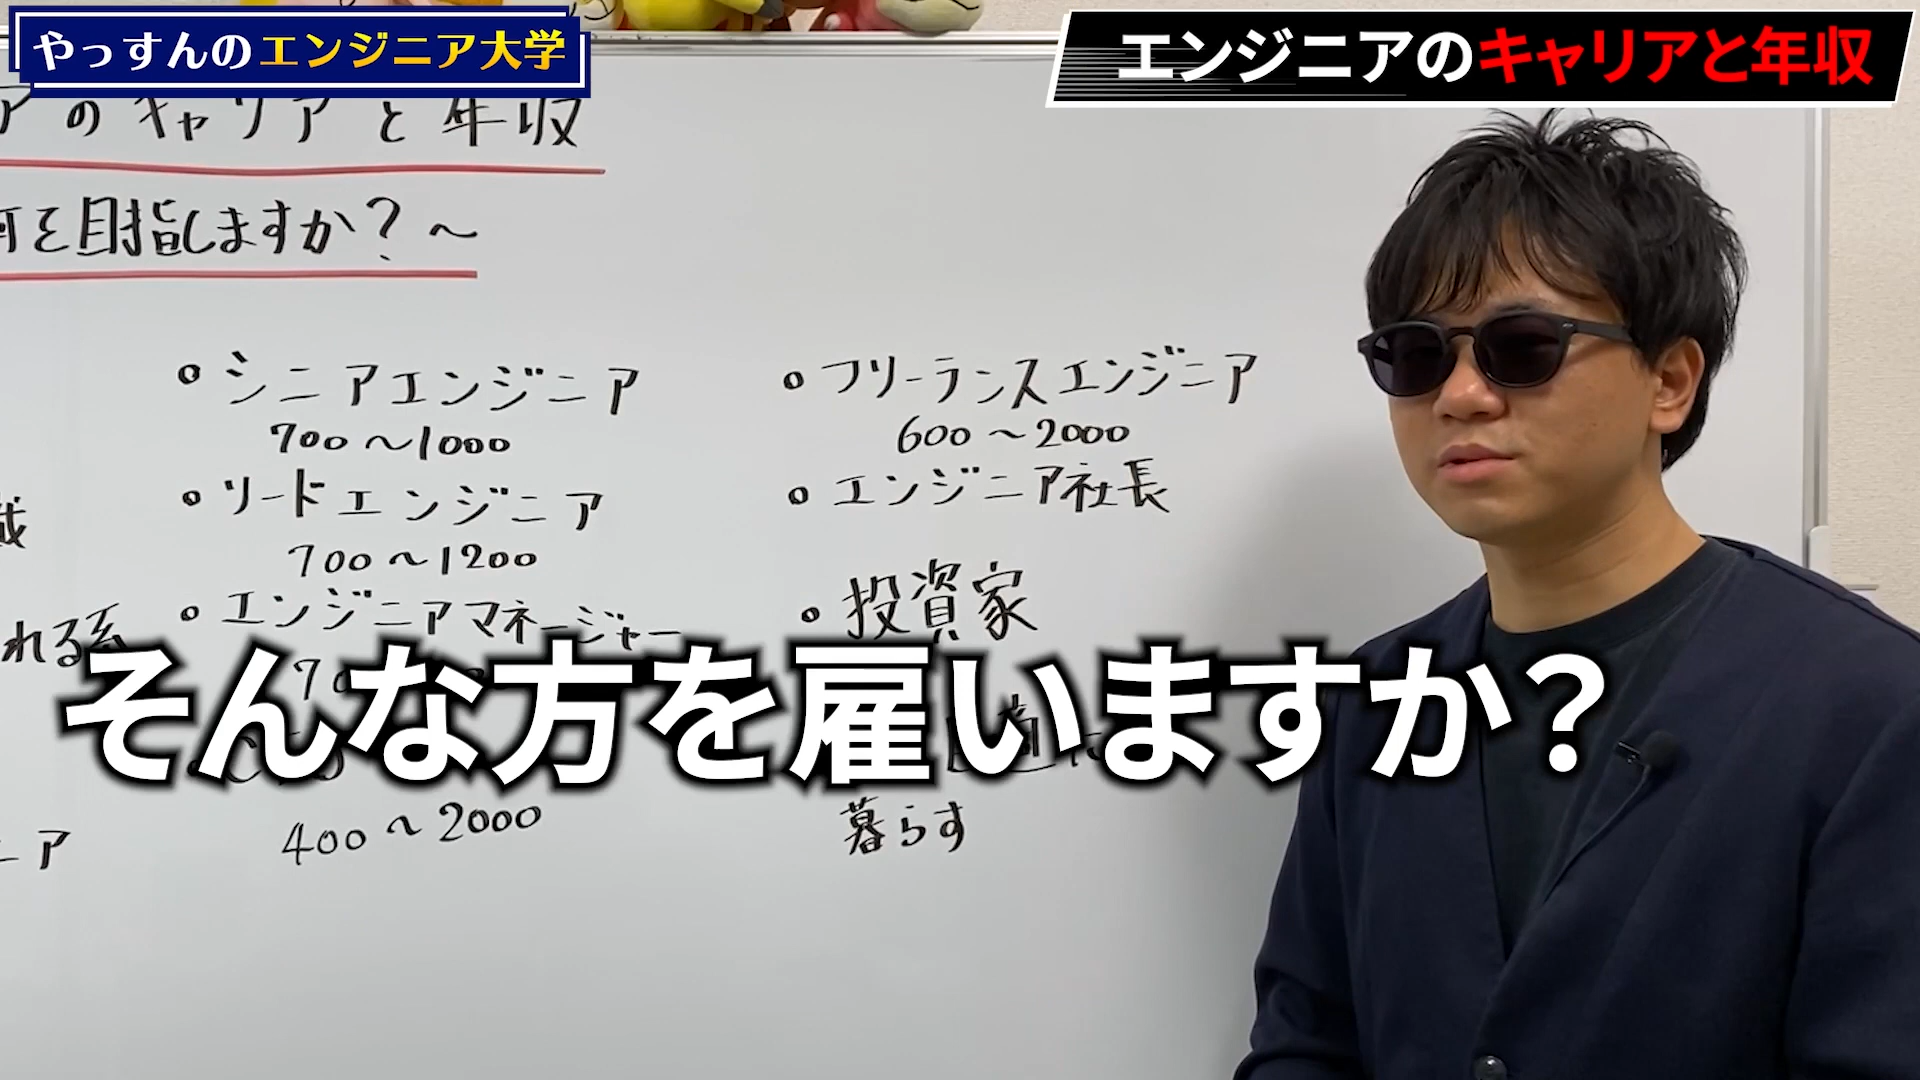 やっすんのエンジニア大学
エンジニアのキャリアと年収
アのキャリアと年収
何を目指しますか?～
シニアエンジニア
700～1000
リードエンジニア
700～1200
エンジニアマネージャー
フリーランスエンジニア
600～2000
エンジニア社長
投資家
れる系
そんな方を雇いますか?
400～2000
暮らす
ニア